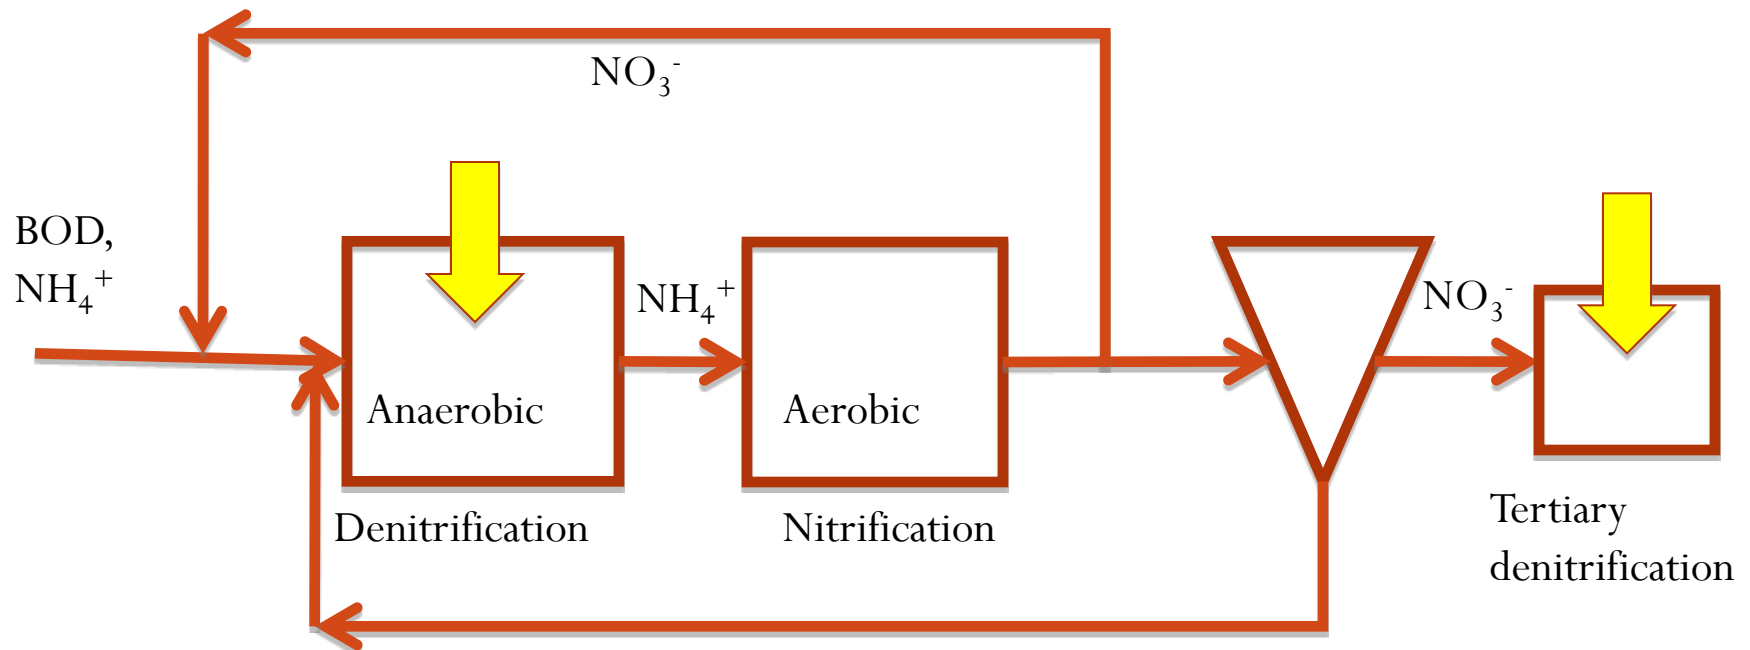 NO₃⁻
BOD,
NH₄⁺
NH₄⁺
NO₃⁻
Anaerobic
Aerobic
Denitrification
Nitrification
Tertiary
denitrification